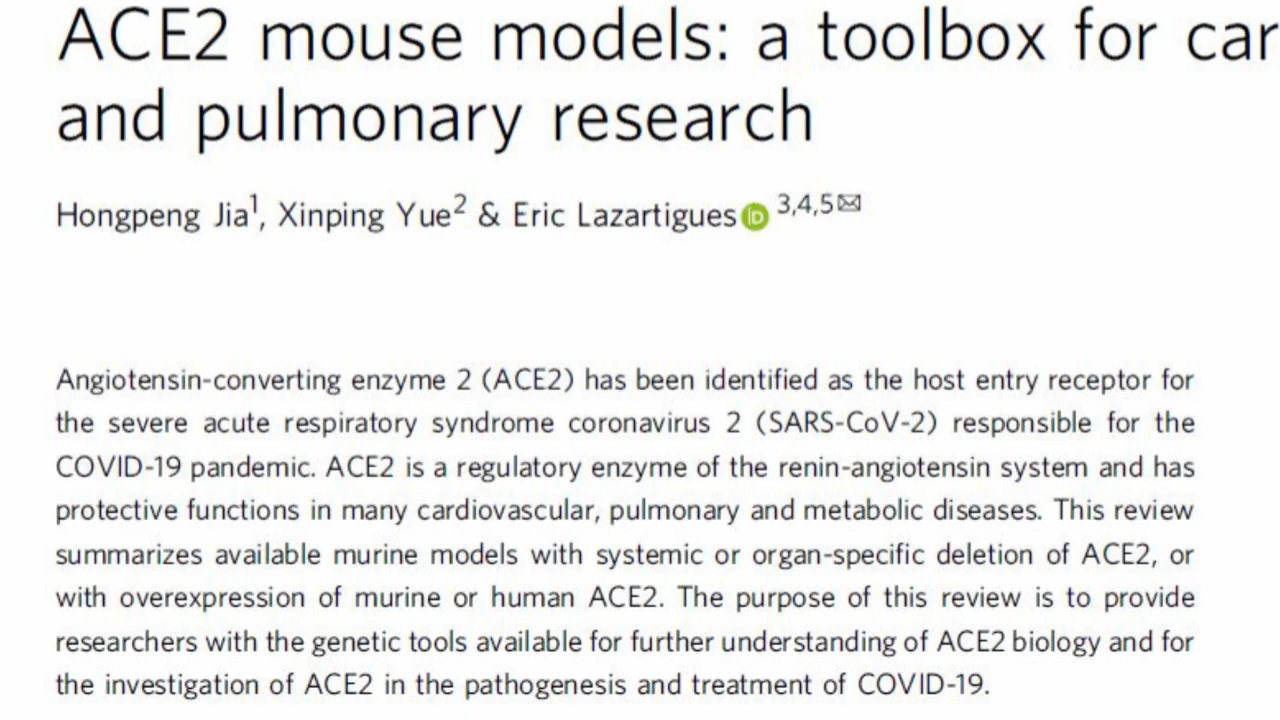 ACE2 mouse models: a toolbox for car
and pulmonary research
Hongpeng Jia1, Xinping Yue2 & Eric Lazartigues iD 3,4,5✉
Angiotensin-converting enzyme 2 (ACE2) has been identified as the host entry receptor for
the severe acute respiratory syndrome coronavirus 2 (SARS-CoV-2) responsible for the
COVID-19 pandemic. ACE2 is a regulatory enzyme of the renin-angiotensin system and has
protective functions in many cardiovascular, pulmonary and metabolic diseases. This review
summarizes available murine models with systemic or organ-specific deletion of ACE2, or
with overexpression of murine or human ACE2. The purpose of this review is to provide
researchers with the genetic tools available for further understanding of ACE2 biology and for
the investigation of ACE2 in the pathogenesis and treatment of COVID-19.